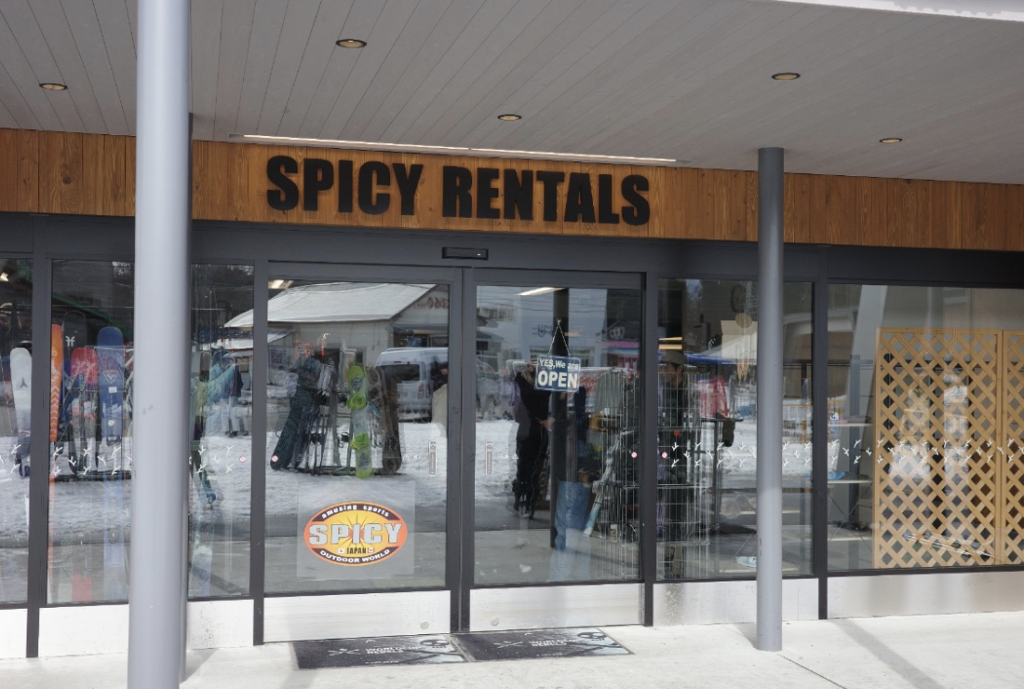 SPICY RENTALS
YES, We are
OPEN
amusing sports
SPICY
JAPAN
OUTDOOR WORLD